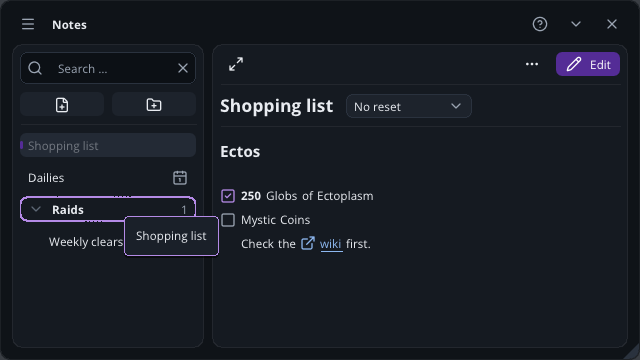 Notes
Search ...
Shopping list
Dailies
Raids 1
Weekly clears
Shopping list
Edit
Shopping list No reset
Ectos
250 Globs of Ectoplasm
Mystic Coins
Check the wiki first.